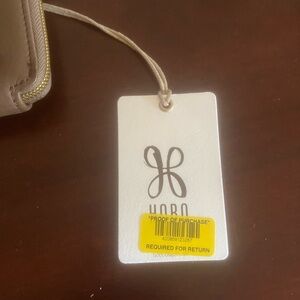 HOBO
"PROOF OF PURCHASE"
REQUIRED FOR RETURN